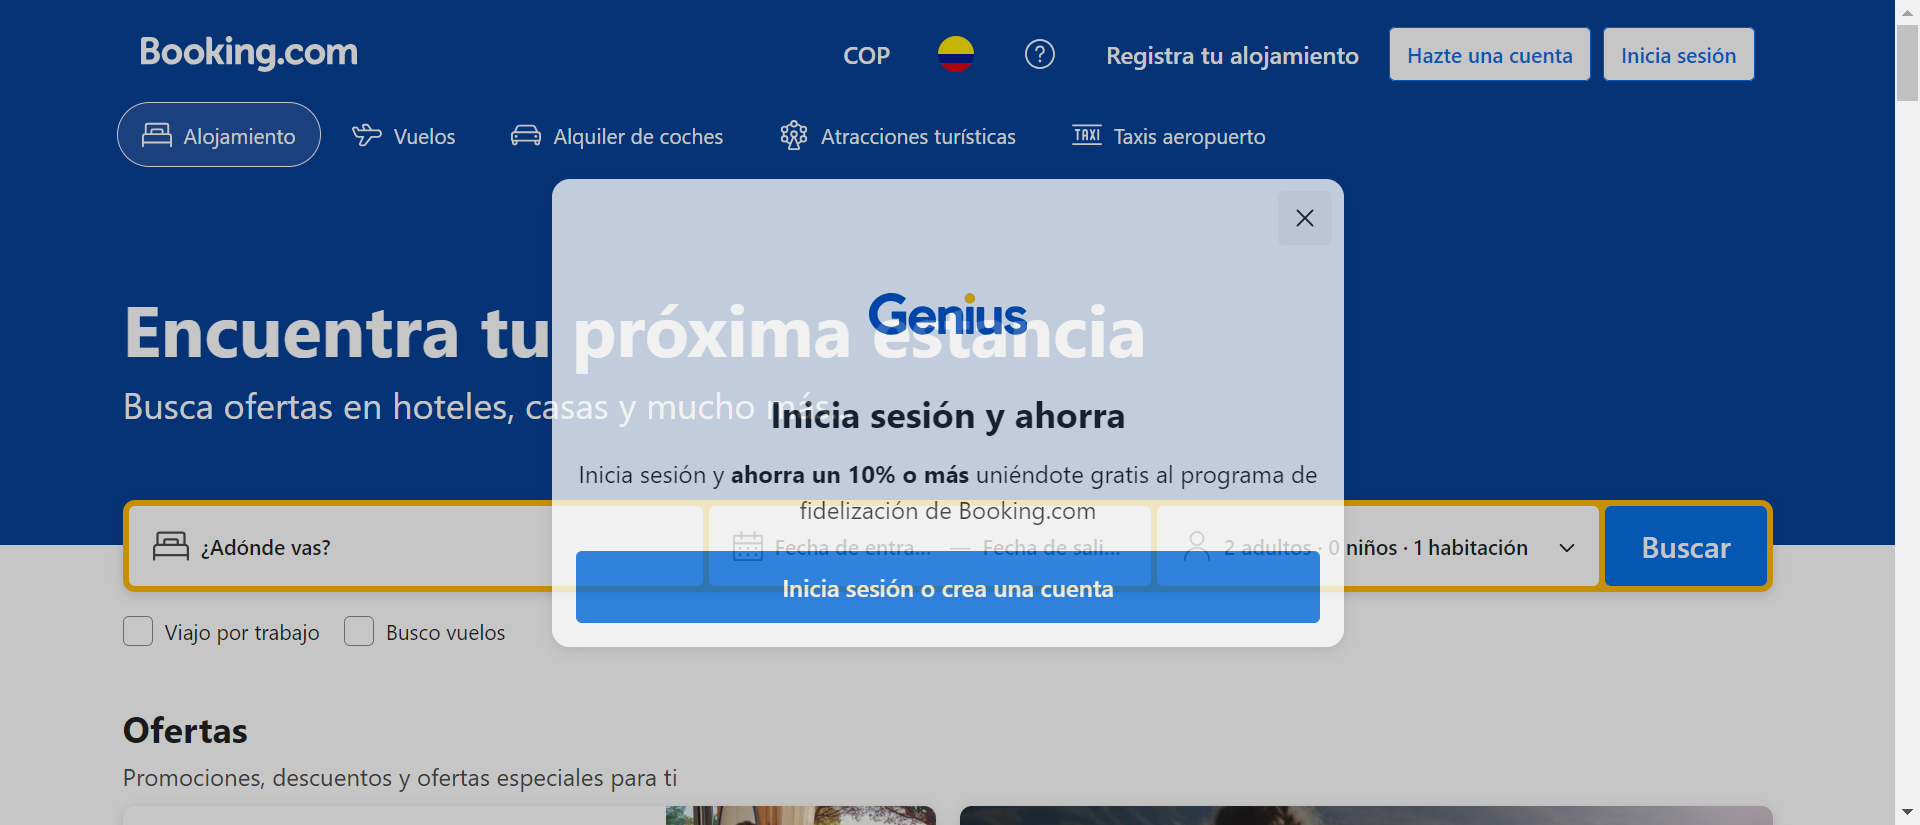 Booking.com
COP
Registra tu alojamiento
Hazte una cuenta
Inicia sesión
Alojamiento
Vuelos
Alquiler de coches
Atracciones turísticas
TAXI
Taxis aeropuerto
Encuentra tu próxima estancia
Busca ofertas en hoteles, casas y mucho más...
Genius
Inicia sesión y ahorra
Inicia sesión y ahorra un 10% o más uniéndote gratis al programa de
fidelización de Booking.com
¿Adónde vas?
Fecha de entra... — Fecha de sali...
2 adultos · 0 niños · 1 habitación
Buscar
Inicia sesión o crea una cuenta
Viajo por trabajo
Busco vuelos
Ofertas
Promociones, descuentos y ofertas especiales para ti